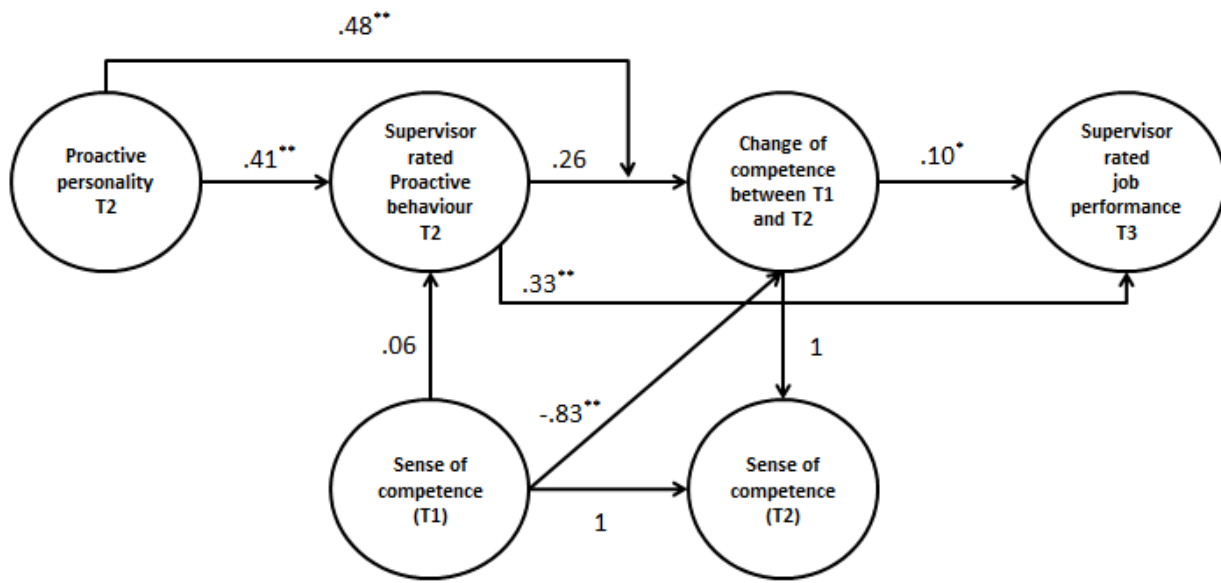 .48**
Proactive
personality
T2
.41**
Supervisor
rated
Proactive
behaviour
T2
.26
Change of
competence
between T1
and T2
.10*
Supervisor
rated
job
performance
T3
.33**
.06
-.83**
1
Sense of
competence
(T1)
1
Sense of
competence
(T2)